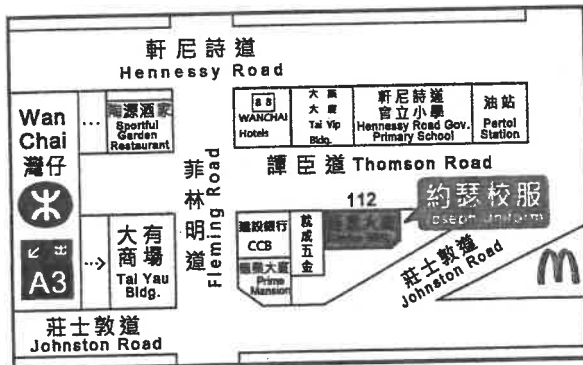 軒尼詩道
Hennessy Road
Wan
Chai
灣仔
出
A3
...
源酒家
Sportful
Garden
Restaurant
大有
商場
Tai Yau
Bldg.
莊士敦道
Johnston Road
菲林明道
Fleming Road
88
WANCHAI
Hotels
大業
大廈
Tai Yip
Bldg.
軒尼詩道
官立小學
Hennessy Road Gov.
Primary School
油站
Pertol
Station
譚臣道 Thomson Road
112
約瑟校服
Joseph Uniform
建設銀行
CCB
就成五金
大廈
Prime
Mansion
莊士敦道
Johnston Road